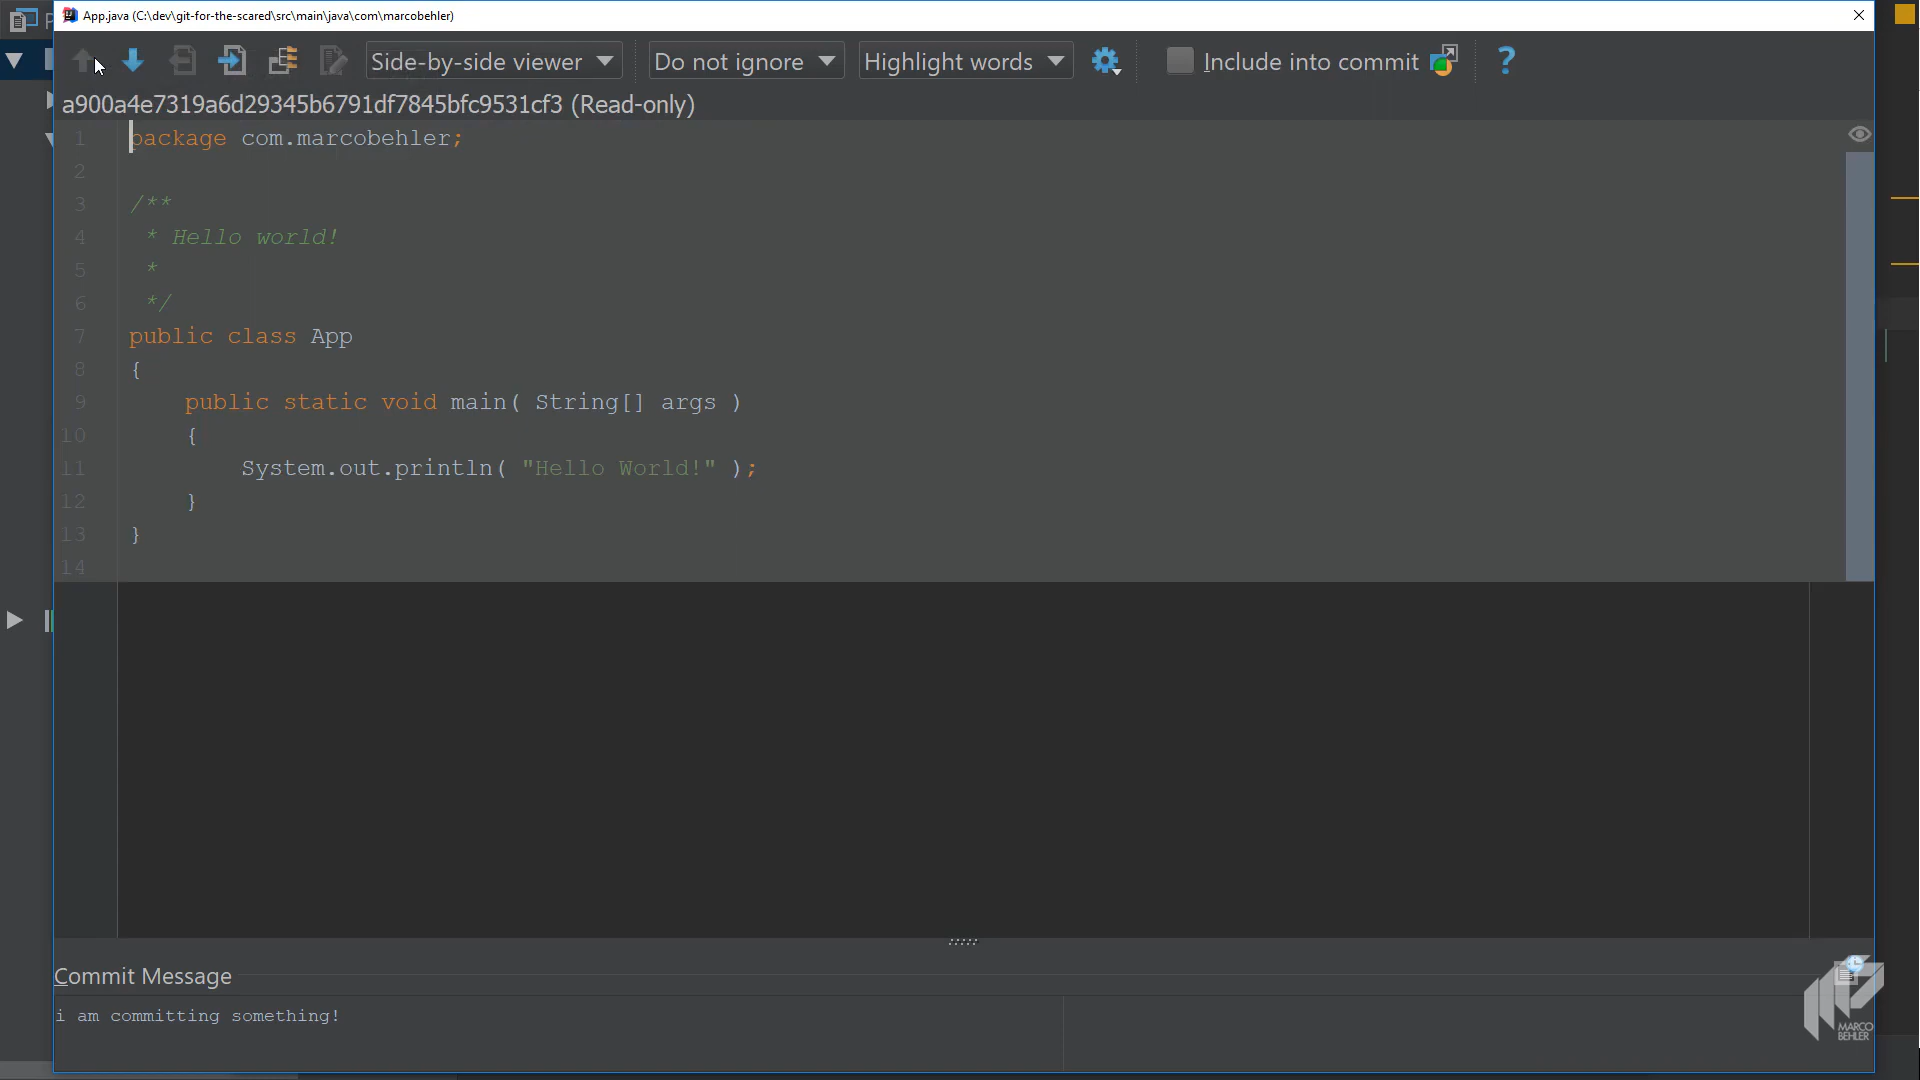 App.java (C:\dev\git-for-the-scared\src\main\java\com\marcobehler)
Side-by-side viewer Do not ignore Highlight words Include into commit ?
a900a4e7319a6d29345b6791df7845bfc9531cf3 (Read-only)
1 package com.marcobehler;
2
3 /**
4 * Hello world!
5 *
6 */
7 public class App
8 {
9 public static void main( String[] args )
10 {
11 System.out.println( "Hello World!" );
12 }
13 }
14
Commit Message
i am committing something!
MARCO
BEHLER